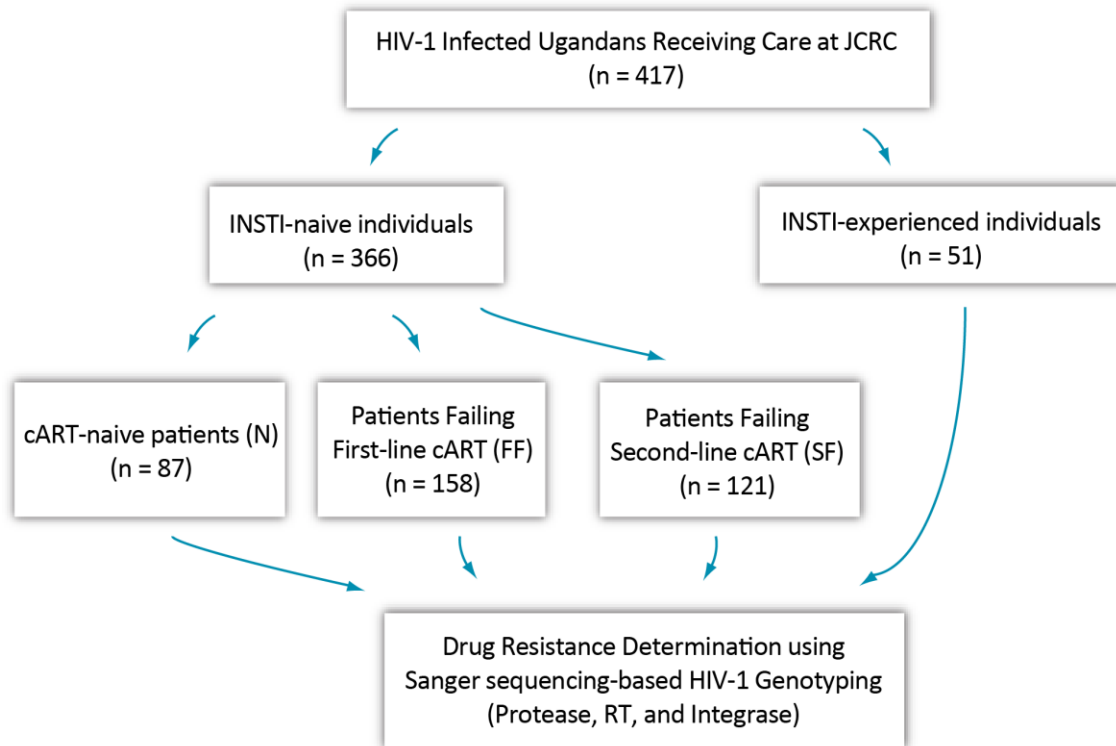 HIV-1 Infected Ugandans Receiving Care at JCRC
(n = 417)
INSTI-naive individuals
(n = 366)
INSTI-experienced individuals
(n = 51)
cART-naive patients (N)
(n = 87)
Patients Failing
First-line cART (FF)
(n = 158)
Patients Failing
Second-line cART (SF)
(n = 121)
Drug Resistance Determination using
Sanger sequencing-based HIV-1 Genotyping
(Protease, RT, and Integrase)